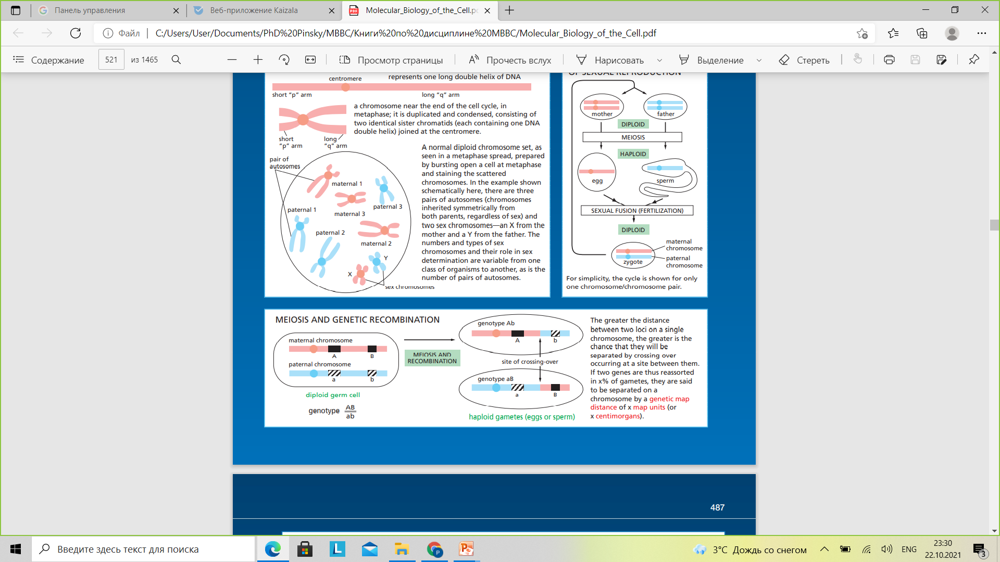 Панель управления
Веб-приложение Kaizala
Molecular_Biology_of_the_Cell.pd
Файл
C:/Users/User/Documents/PhD%20Pinsky/MBBC/Книги%20по%20дисциплине%20MBBC/Molecular_Biology_of_the_Cell.pdf
Содержание
521
из 1465
Просмотр страницы
Прочесть вслух
Нарисовать
Выделение
Стереть
centromere
represents one long double helix of DNA
short “p” arm
long “q” arm
a chromosome near the end of the cell cycle, in
metaphase; it is duplicated and condensed, consisting of
two identical sister chromatids (each containing one DNA
double helix) joined at the centromere.
short
“p” arm
long
“q” arm
pair of
autosomes
maternal 1
paternal 3
maternal 3
paternal 1
paternal 2
maternal 2
Y
X
sex chromosomes
A normal diploid chromosome set, as
seen in a metaphase spread, prepared
by bursting open a cell at metaphase
and staining the scattered
chromosomes. In the example shown
schematically here, there are three
pairs of autosomes (chromosomes
inherited symmetrically from
both parents, regardless of sex) and
two sex chromosomes—an X from the
mother and a Y from the father. The
numbers and types of sex
chromosomes and their role in sex
determination are variable from one
class of organisms to another, as is the
number of pairs of autosomes.
OF SEXUAL REPRODUCTION
mother
father
DIPLOID
MEIOSIS
HAPLOID
egg
sperm
SEXUAL FUSION (FERTILIZATION)
DIPLOID
zygote
maternal
chromosome
paternal
chromosome
For simplicity, the cycle is shown for only
one chromosome/chromosome pair.
MEIOSIS AND GENETIC RECOMBINATION
maternal chromosome
A
B
paternal chromosome
a
b
diploid germ cell
genotype AB
ab
MEIOSIS AND
RECOMBINATION
genotype Ab
A
b
site of crossing-over
genotype aB
a
B
haploid gametes (eggs or sperm)
The greater the distance
between two loci on a single
chromosome, the greater is the
chance that they will be
separated by crossing over
occurring at a site between them.
If two genes are thus reassorted
in x% of gametes, they are said
to be separated on a
chromosome by a genetic map
distance of x map units (or
x centimorgans).
487
Введите здесь текст для поиска
3°C Дождь со снегом
ENG
23:30
22.10.2021
3